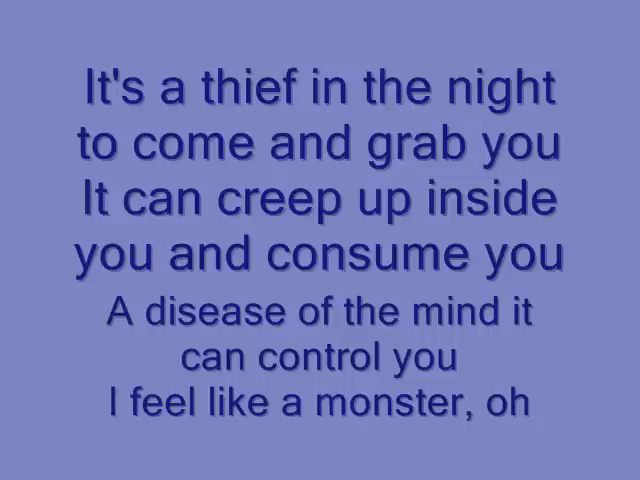 It's a thief in the night
to come and grab you
It can creep up inside
you and consume you
A disease of the mind it
can control you
I feel like a monster, oh